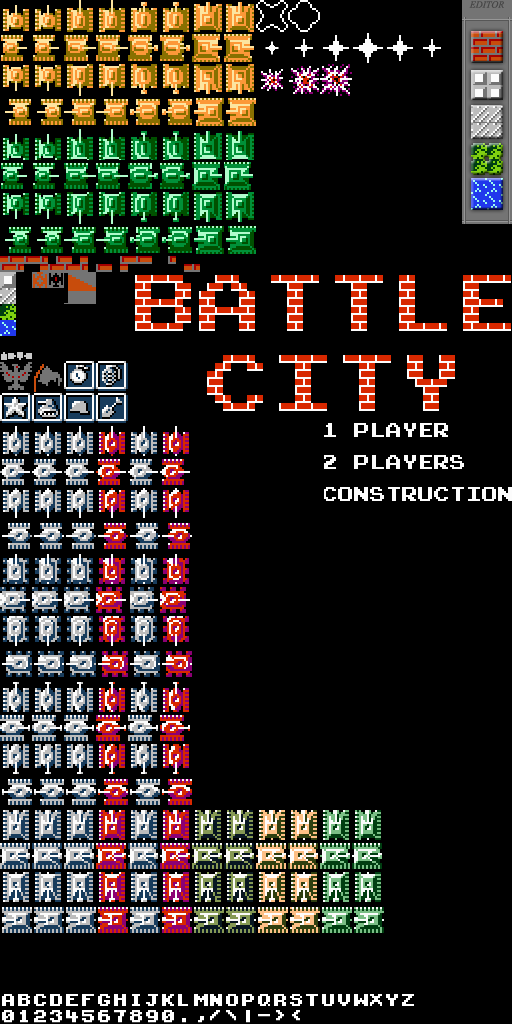 EDITOR
BATTLE
CITY
1 PLAYER
2 PLAYERS
CONSTRUCTION
ABCDEFGHIJKLMNOPQRSTUVWXYZ
01234567890.,/\|-><